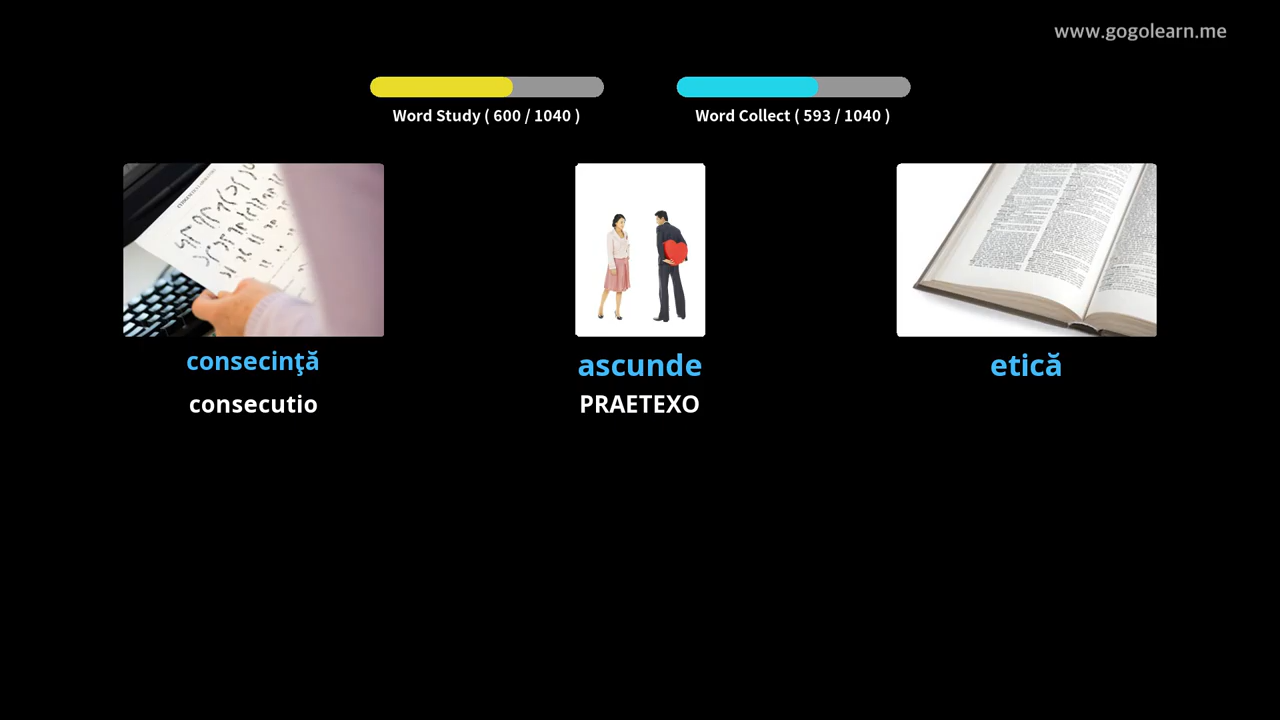 www.gogolearn.me
Word Study ( 600 / 1040 )
Word Collect ( 593 / 1040 )
consecinţă
ascunde
etică
consecutio
PRAETEXO